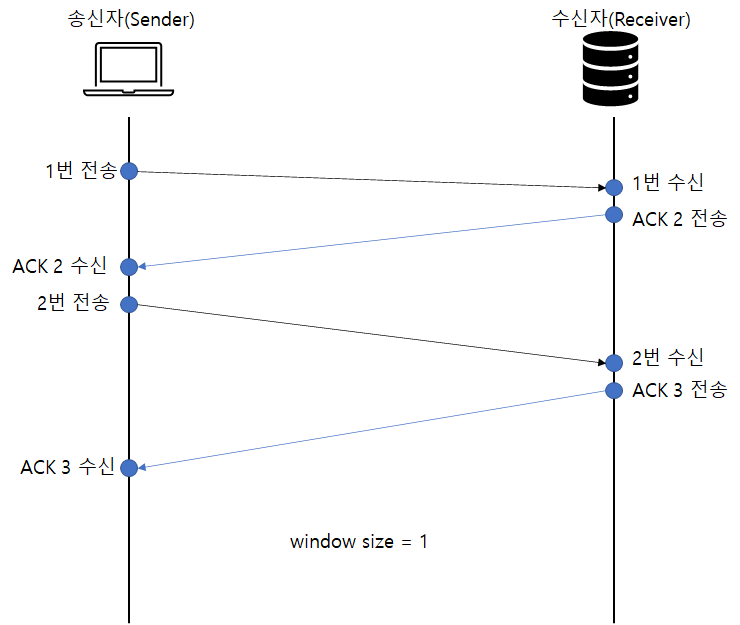 송신자(Sender)
수신자(Receiver)
1번 전송
1번 수신
ACK 2 전송
ACK 2 수신
2번 전송
2번 수신
ACK 3 전송
ACK 3 수신
window size = 1